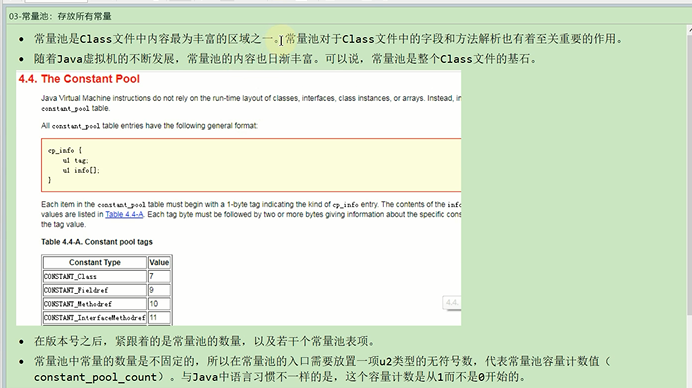 03-常量池：存放所有常量
常量池是Class文件中内容最为丰富的区域之一。常量池对于Class文件中的字段和方法解析也有着至关重要的作用。
随着Java虚拟机的不断发展，常量池的内容也日渐丰富。可以说，常量池是整个Class文件的基石。
4.4. The Constant Pool
Java Virtual Machine instructions do not rely on the run-time layout of classes, interfaces, class instances, or arrays. Instead, in
constant_pool table.
All constant_pool table entries have the following general format:
cp_info {
u1 tag;
u1 info[];
}
Each item in the constant_pool table must begin with a 1-byte tag indicating the kind of cp_info entry. The contents of the info
values are listed in Table 4.4-A. Each tag byte must be followed by two or more bytes giving information about the specific cons
the tag value.
Table 4.4-A. Constant pool tags
Constant Type Value
CONSTANT_Class 7
CONSTANT_Fieldref 9
CONSTANT_Methodref 10
CONSTANT_InterfaceMethodref 11
4.4.
在版本号之后，紧跟着的是常量池的数量，以及若干个常量池表项。
常量池中常量的数量是不固定的，所以在常量池的入口需要放置一项u2类型的无符号数，代表常量池容量计数值（
constant_pool_count）。与Java中语言习惯不一样的是，这个容量计数是从1而不是0开始的。